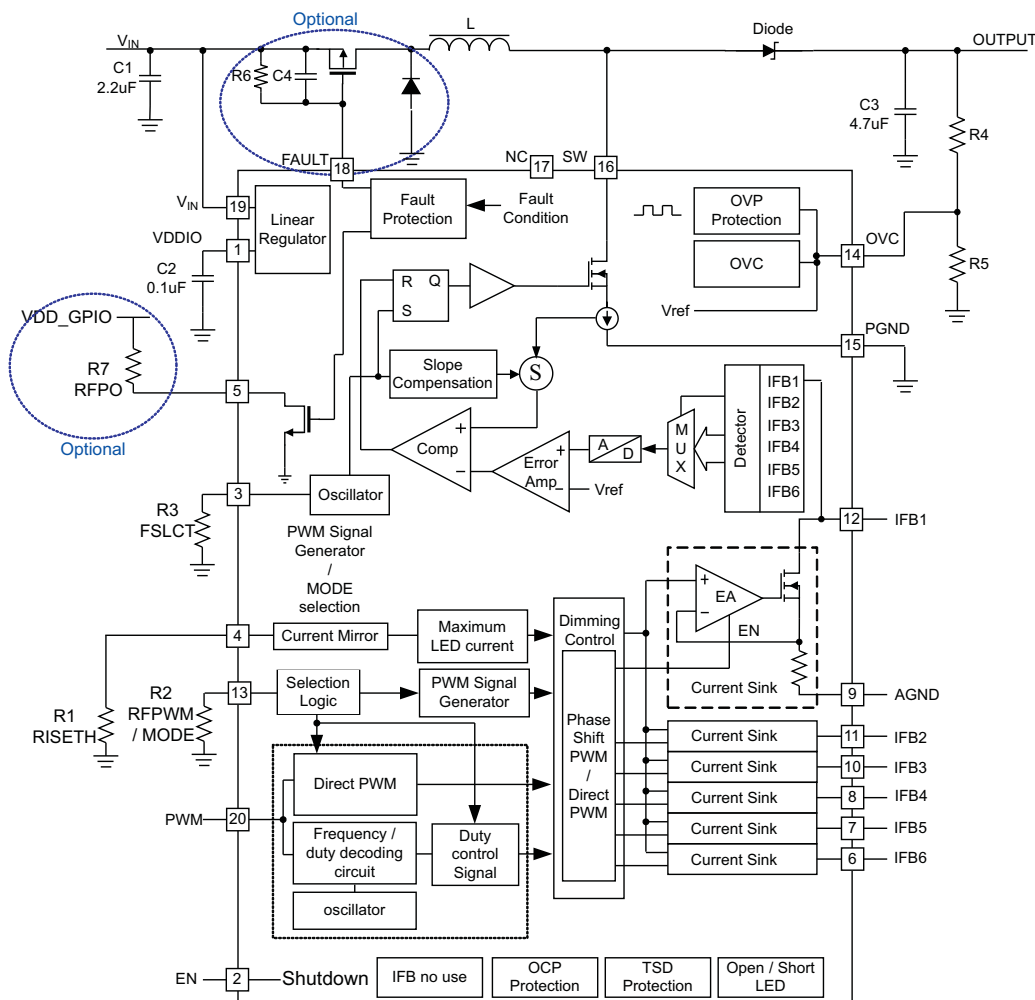 Optional
L
Diode
VIN
OUTPUT
C1
2.2uF
R6
C4
C3
4.7uF
R4
FAULT
18
NC
17
SW
16
VIN
19
Linear
Regulator
Fault
Protection
Fault
Condition
OVP
Protection
OVC
14
OVC
VDDIO
1
C2
0.1uF
R
Q
S
Vref
R5
VDD_GPIO
R7
RFPO
5
Optional
Slope
Compensation
S
15
PGND
Detector
IFB1
IFB2
IFB3
IFB4
IFB5
IFB6
M
U
X
A
D
+
−
Comp
+
−
Error
Amp
Vref
3
Oscillator
R3
FSLCT
12
IFB1
PWM Signal
Generator
/
MODE
selection
+
−
EA
EN
4
Current Mirror
Maximum
LED current
Dimming
Control
Current Sink
9
AGND
R1
RISETH
R2
RFPWM
/ MODE
13
Selection
Logic
PWM Signal
Generator
Phase
Shift
PWM
/
Direct
PWM
Current Sink
11
IFB2
Current Sink
10
IFB3
Current Sink
8
IFB4
Current Sink
7
IFB5
Current Sink
6
IFB6
PWM
20
Direct PWM
Frequency /
duty decoding
circuit
Duty
control
Signal
oscillator
EN
2
Shutdown
IFB no use
OCP
Protection
TSD
Protection
Open / Short
LED